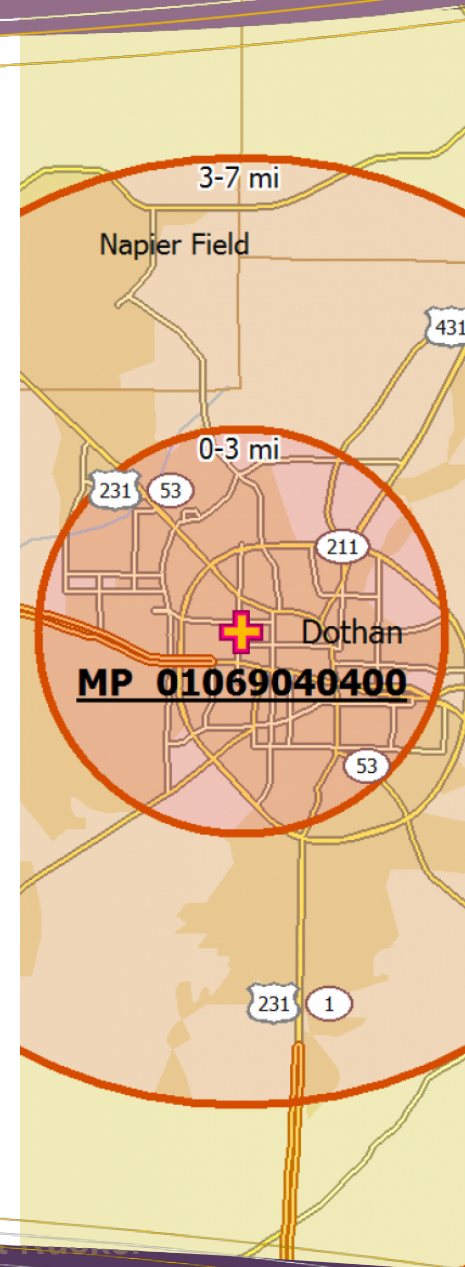 3-7 mi
Napier Field
431
0-3 mi
231 53
211
Dothan
MP 01069040400
53
231 1